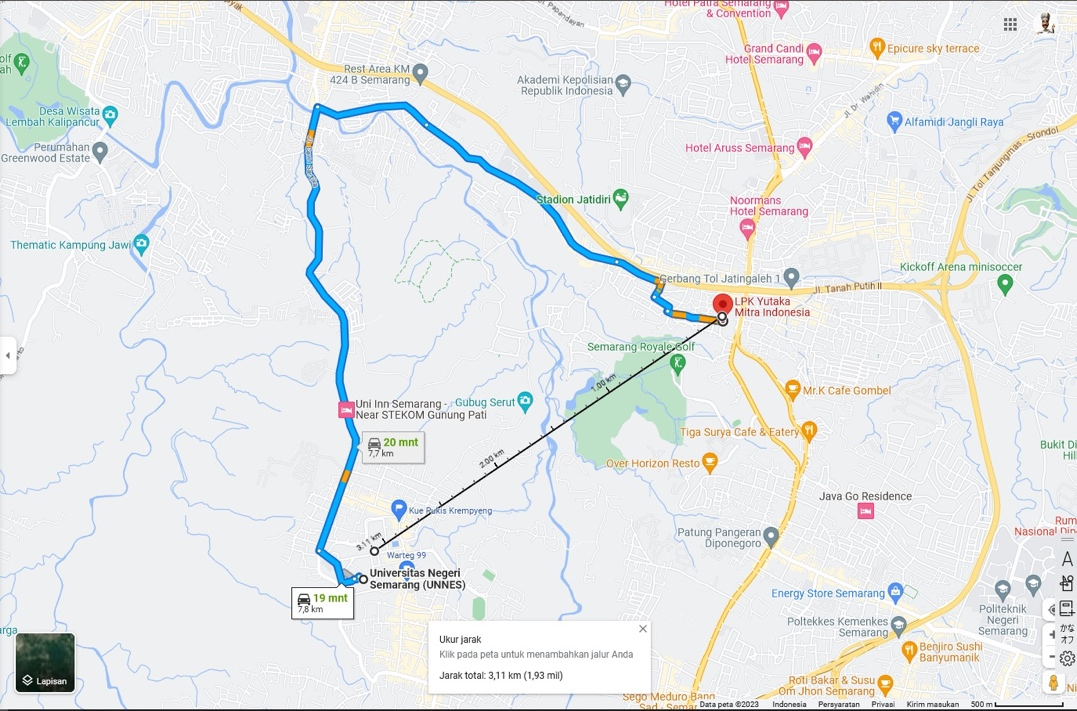 Hotel Patra Semarang
& Convention
Grand Candi
Hotel Semarang
Epicure sky terrace
Rest Area KM
424 B Semarang
Akademi Kepolisian
Republik Indonesia
Jl. Dr. Wahidin
Desa Wisata
Lembah Kalipancur
Alfamidi Jangli Raya
Perumahan
Greenwood Estate
Hotel Aruss Semarang
Jl. Tol Tanjungmas - Srondol
Stadion Jatidiri
Noormans
Hotel Semarang
Thematic Kampung Jawi
Kickoff Arena minisoccer
Gerbang Tol Jatingaleh 1
Jl. Tanah Putih II
LPK Yutaka
Mitra Indonesia
Semarang Royale Golf
1,00 km
Mr.K Cafe Gombel
Uni Inn Semarang -
Near STEKOM Gunung Pati
Gubug Serut
20 mnt
7,7 km
Tiga Surya Cafe & Eatery
2,00 km
Over Horizon Resto
Java Go Residence
Kue Pukis Krempyeng
Patung Pangeran
Diponegoro
3,11 km
Warteg 99
Universitas Negeri
Semarang (UNNES)
19 mnt
7,8 km
Energy Store Semarang
Politeknik
Negeri
Semarang
Poltekkes Kemenkes
Semarang
Ukur jarak
Klik pada peta untuk menambahkan jalur Anda
Jarak total: 3,11 km (1,93 mil)
Benjiro Sushi
Banyumanik
Roti Bakar & Susu
Om Jhon Semarang
Lapisan
A
かな
オフ
Sego Meduro Bang
Data peta ©2023 Indonesia Persyaratan Privasi Kirim masukan 500 m